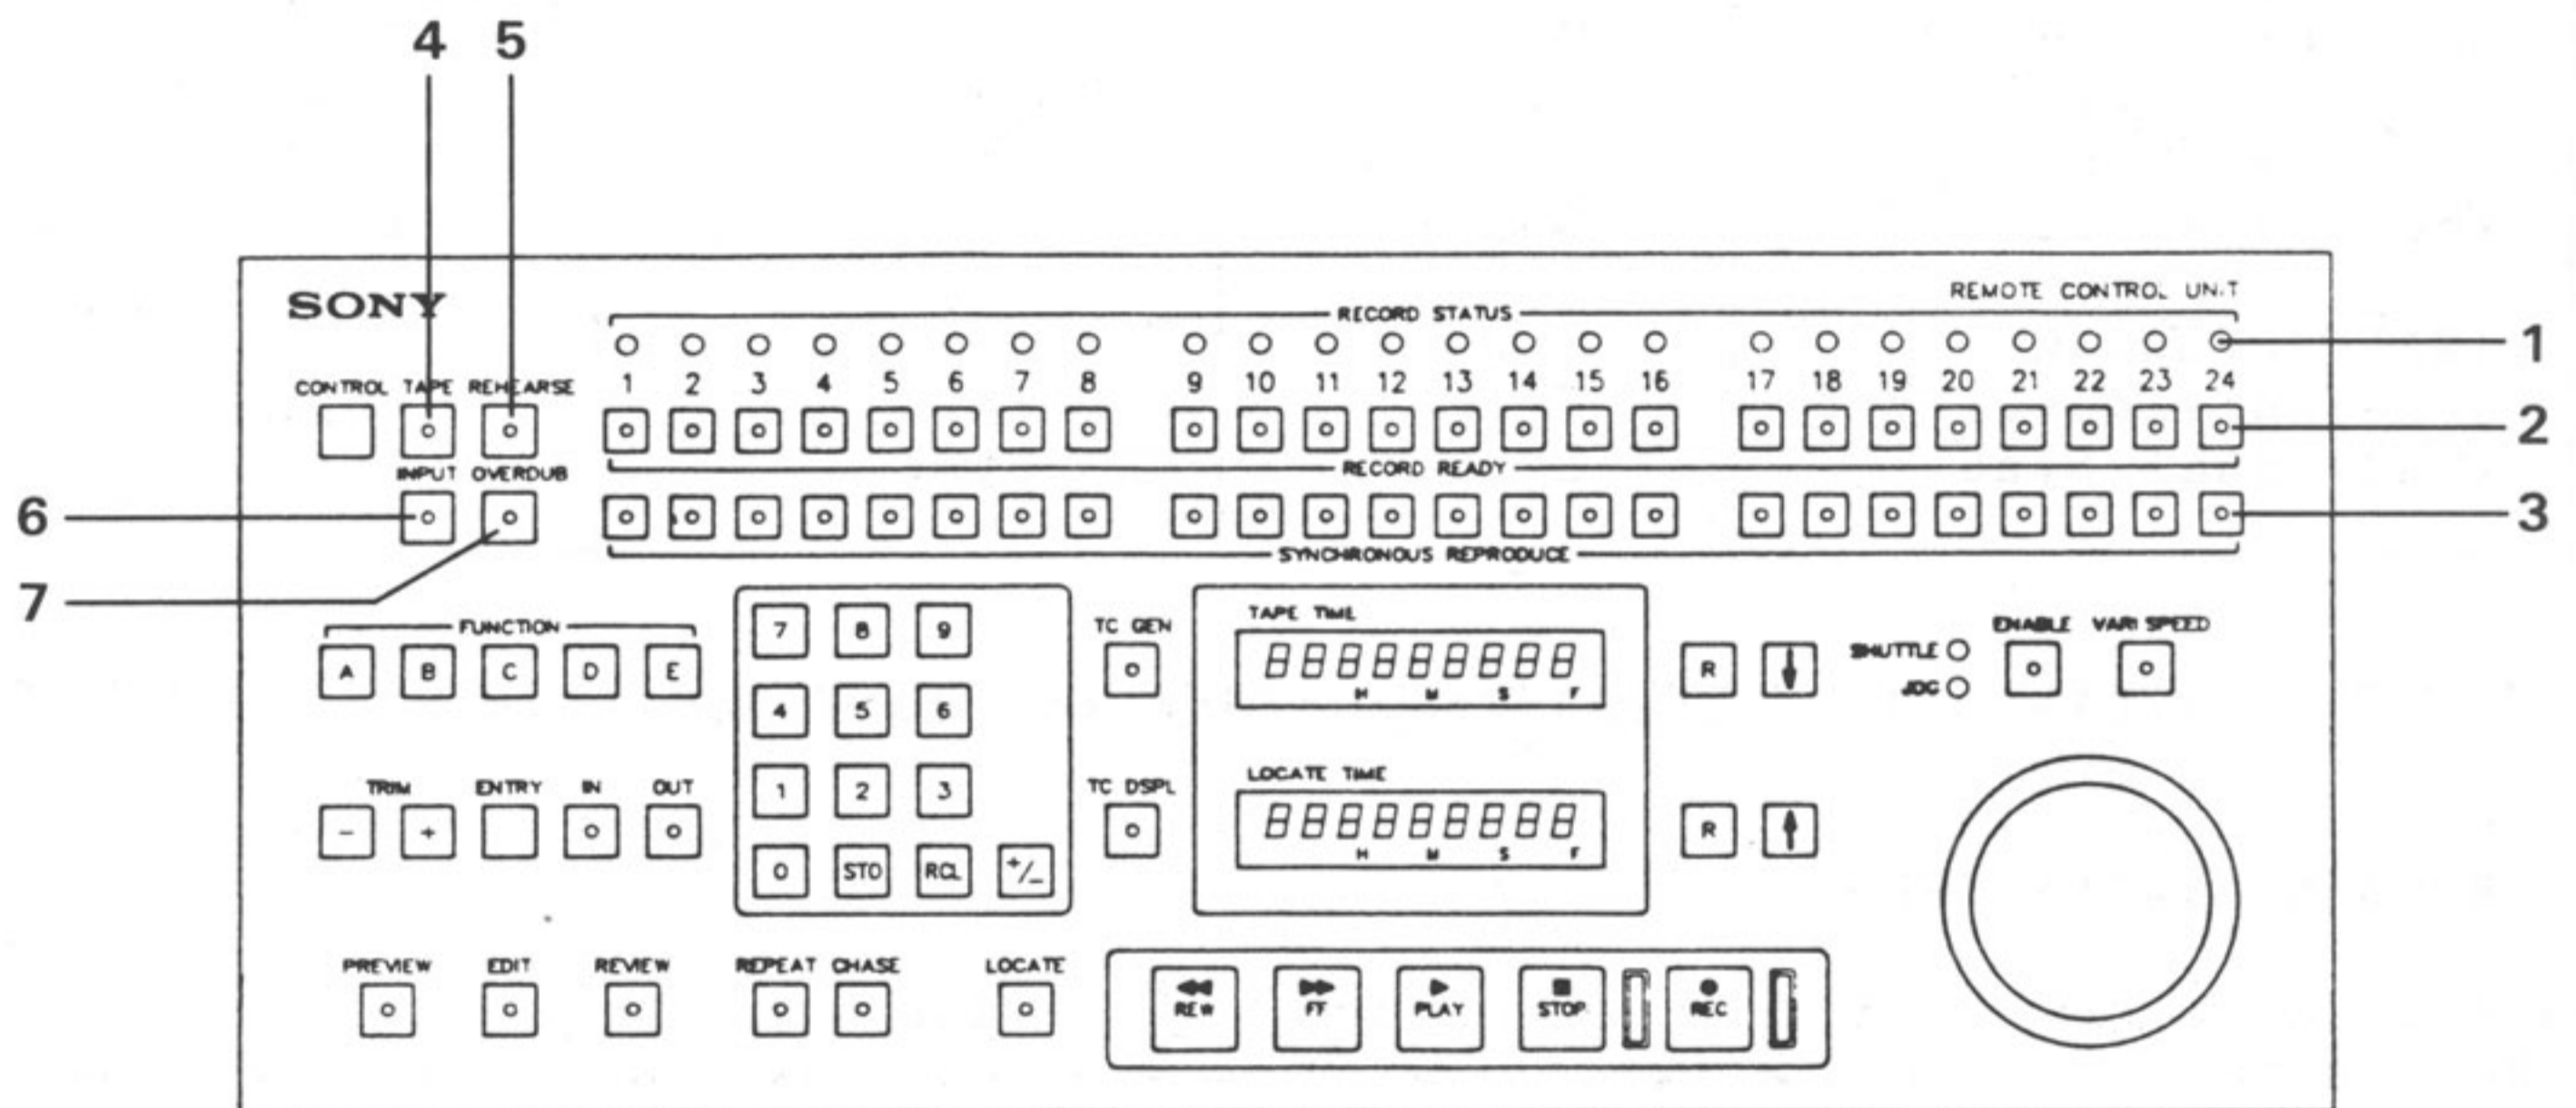 4 5
SONY
REMOTE CONTROL UNIT
RECORD STATUS
1
CONTROL TAPE REHEARSE
1 2 3 4 5 6 7 8 9 10 11 12 13 14 15 16 17 18 19 20 21 22 23 24
2
INPUT OVERDUB
RECORD READY
6
3
SYNCHRONOUS REPRODUCE
7
FUNCTION
A B C D E
7 8 9
4 5 6
1 2 3
0 STO RCL +/-
TC GEN
TC DSPL
TAPE TIME
88888888 8
H M S F
LOCATE TIME
888888888
H M S F
R
R
SHUTTLE
JOG
ENABLE VARI SPEED
TRIM ENTRY IN OUT
- +
PREVIEW EDIT REVIEW REPEAT CHASE LOCATE
REW FF PLAY STOP REC